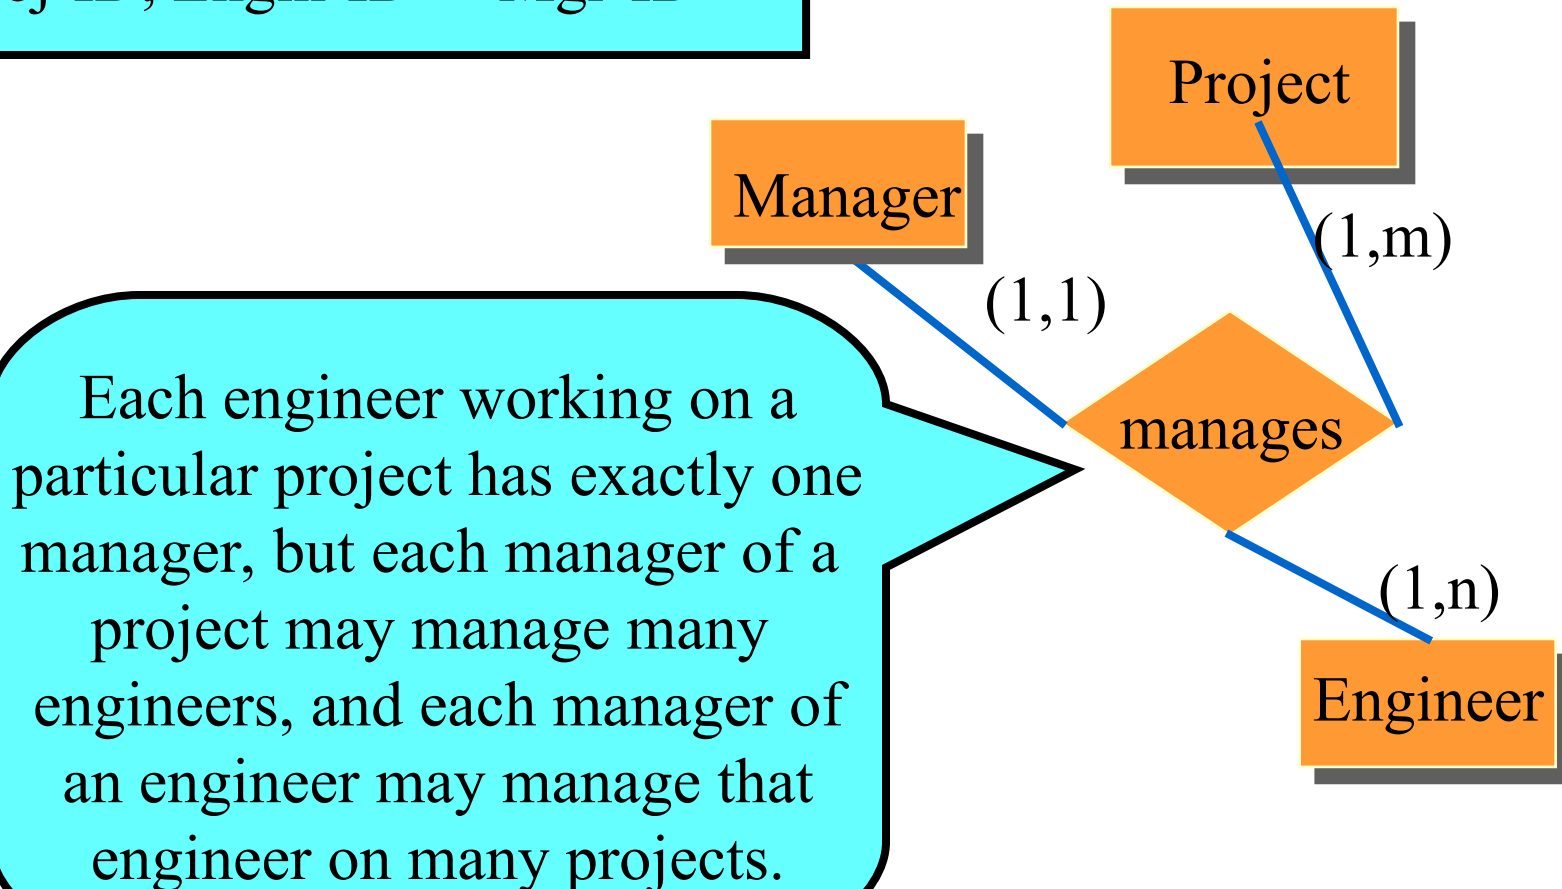 Project
Manager
(1,m)
(1,1)
Each engineer working on a
particular project has exactly one
manager, but each manager of a
project may manage many
engineers, and each manager of
an engineer may manage that
engineer on many projects.
manages
(1,n)
Engineer